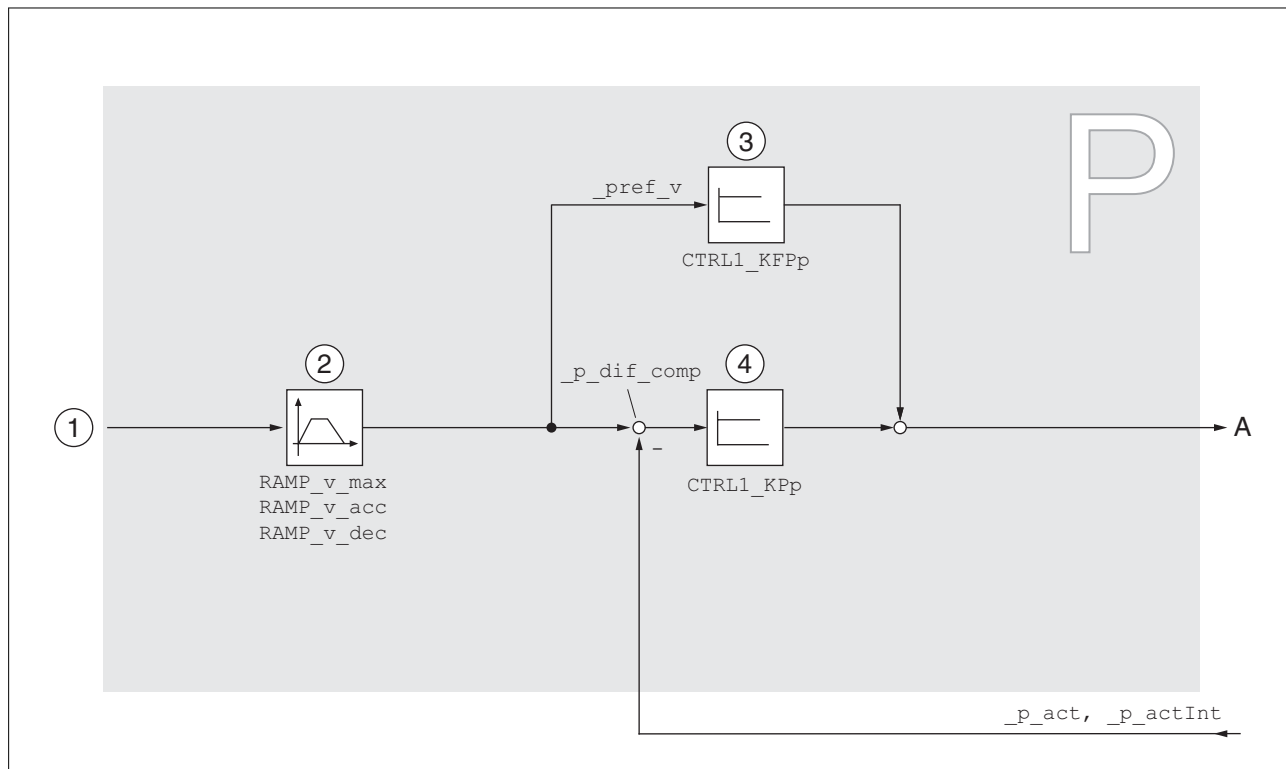 P
3
_pref_v
CTRL1_KFPp
2
_p_dif_comp
4
1
A
-
RAMP_v_max
RAMP_v_acc
RAMP_v_dec
CTRL1_KPp
_p_act, _p_actInt